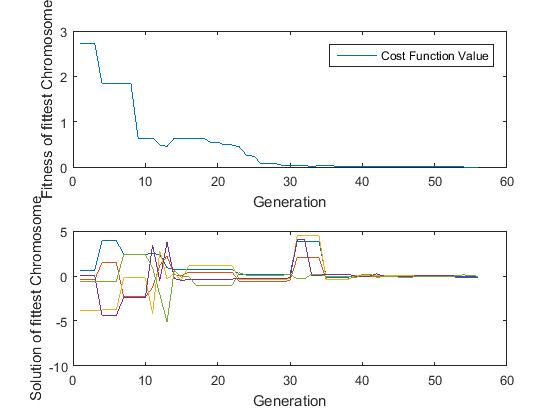 Fitness of fittest Chromosome
3
2
1
0
Cost Function Value
0 10 20 30 40 50 60
Generation
Solution of fittest Chromosome
5
0
-5
-10
0 10 20 30 40 50 60
Generation